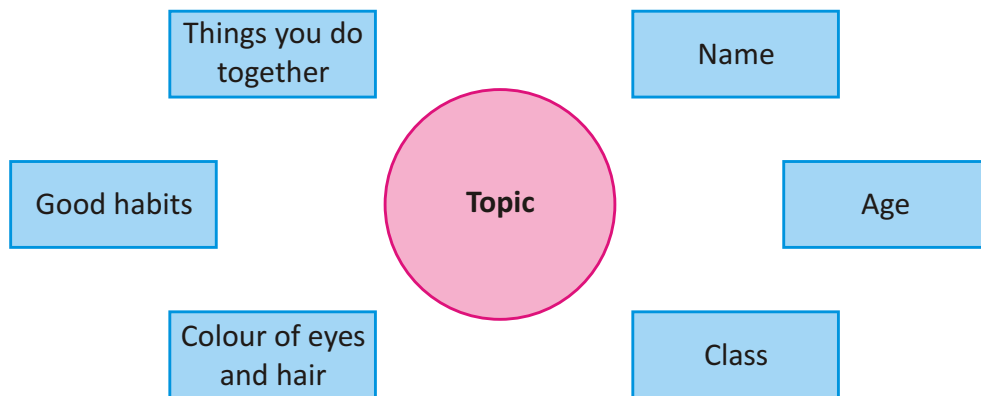 Things you do
together
Name
Good habits
Topic
Age
Colour of eyes
and hair
Class